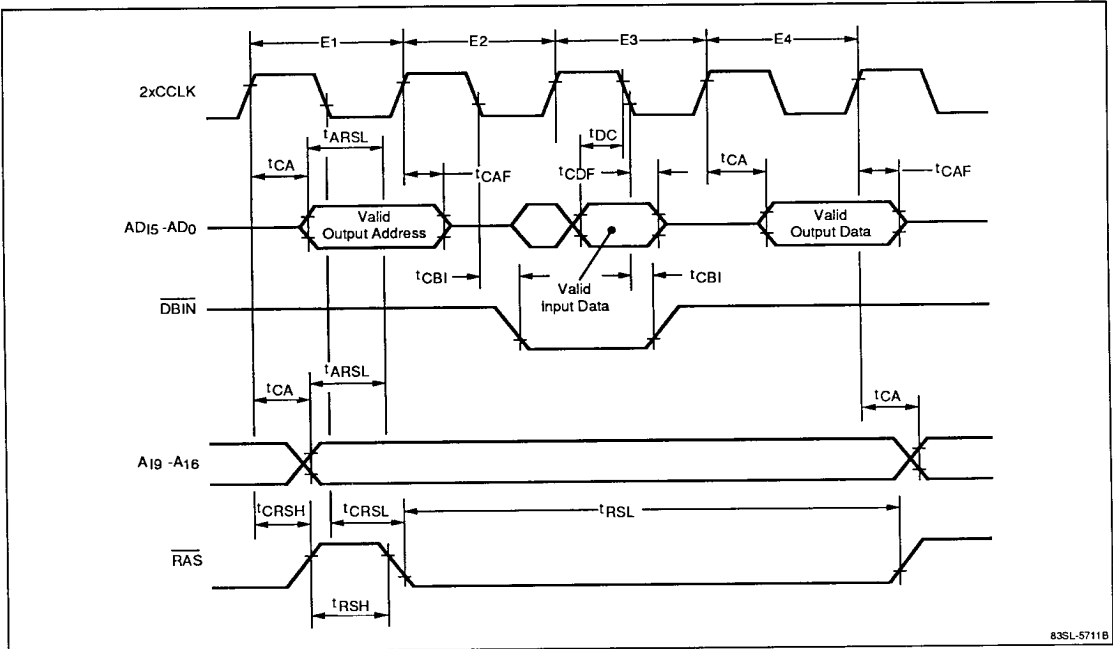 E1 E2 E3 E4
2xCCLK
tARSL tDC
tCA tCDF tCA
tCAF tCAF
AD15 -AD0
Valid
Output Address
Valid
Output Data
tCBI tCBI
Valid
Input Data
DBIN
tARSL
tCA tCA
A19 -A16
tCRSH tCRSL tRSL
RAS
tRSH
83SL-5711B